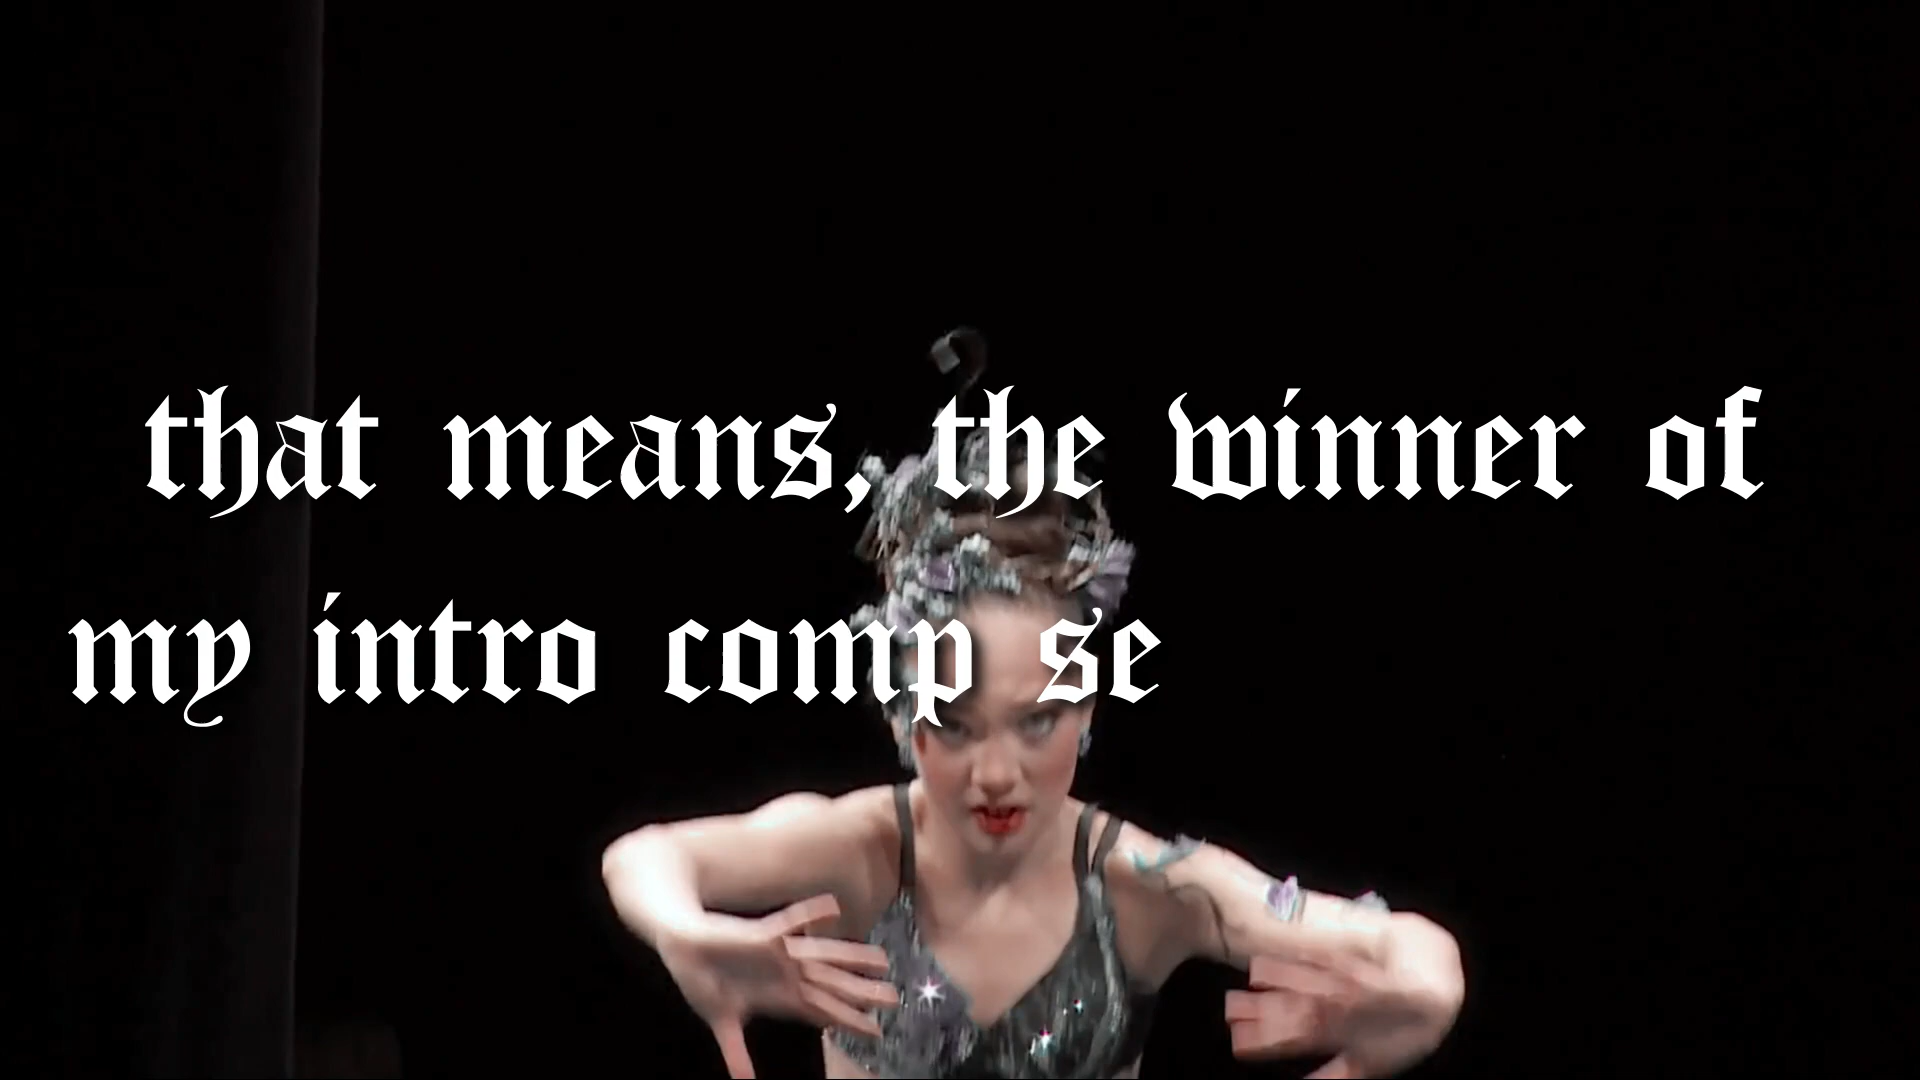 that means, the winner of
my intro comp se